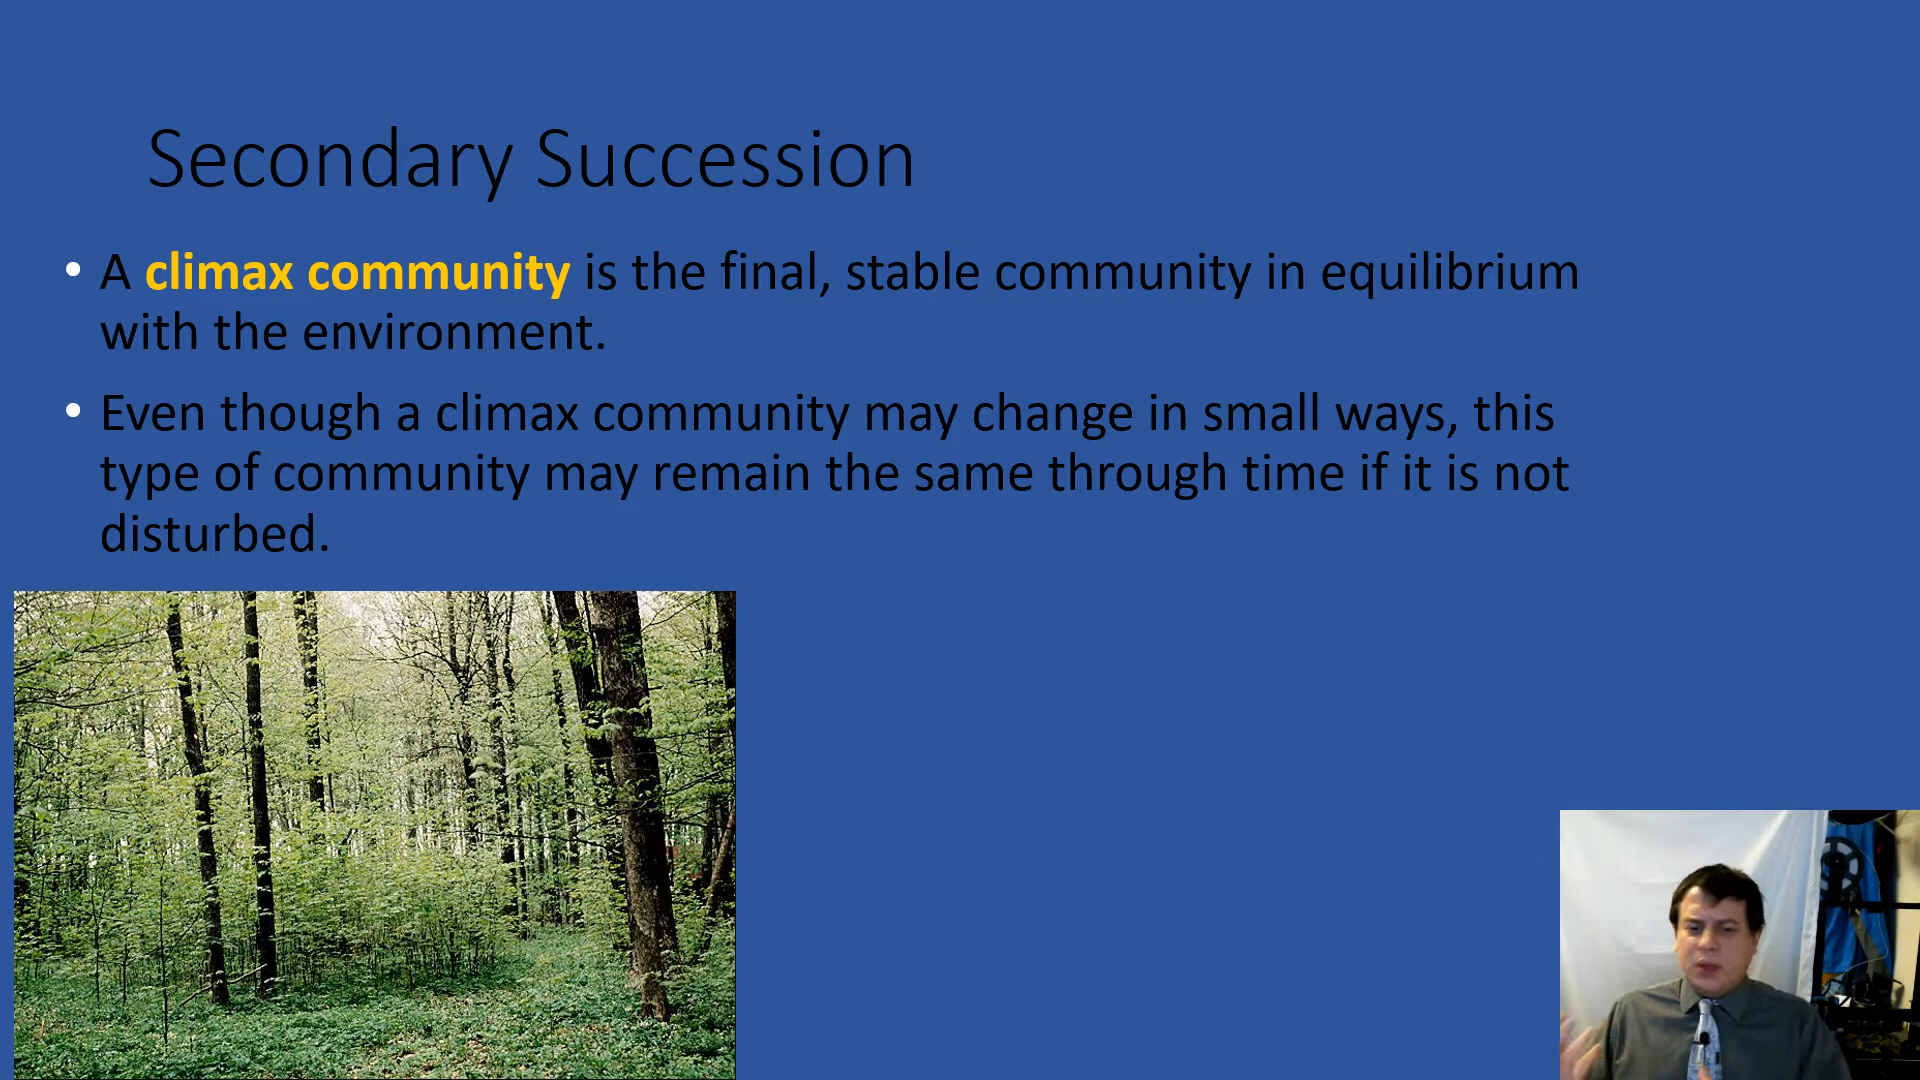 Secondary Succession
• A climax community is the final, stable community in equilibrium
with the environment.
• Even though a climax community may change in small ways, this
type of community may remain the same through time if it is not
disturbed.